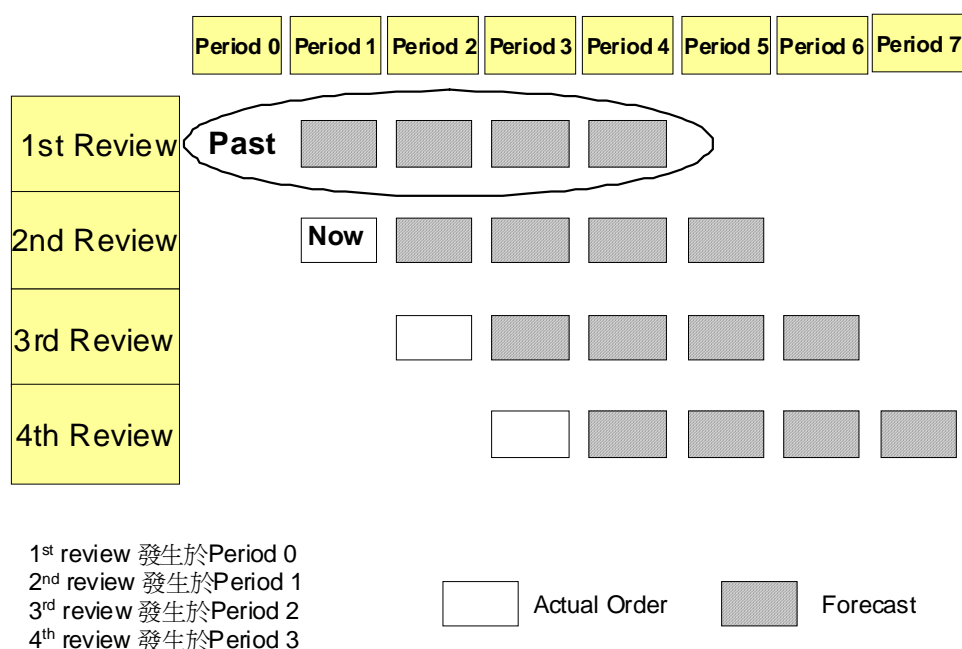 Period 0 Period 1 Period 2 Period 3 Period 4 Period 5 Period 6 Period 7
1st Review Past
2nd Review Now
3rd Review
4th Review
1st review 發生於Period 0
2nd review 發生於Period 1
3rd review 發生於Period 2
4th review 發生於Period 3
Actual Order Forecast